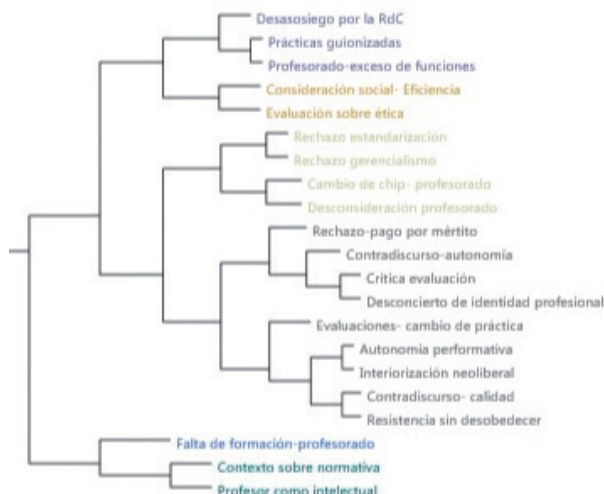 Desasosiego por la RdC
Prácticas guionizadas
Profesorado-exceso de funciones
Consideración social- Eficiencia
Evaluación sobre ética
Rechazo estandarización
Rechazo gerencialismo
Cambio de chip- profesorado
Desconsideración profesorado
Rechazo-pago por mértito
Contradiscurso-autonomía
Critica evaluación
Desconcierto de identidad profesional
Evaluaciones- cambio de práctica
Autonomia performativa
Interiorización neoliberal
Contradiscurso- calidad
Resistencia sin desobedecer
Falta de formación-profesorado
Contexto sobre normativa
Profesor como intelectual